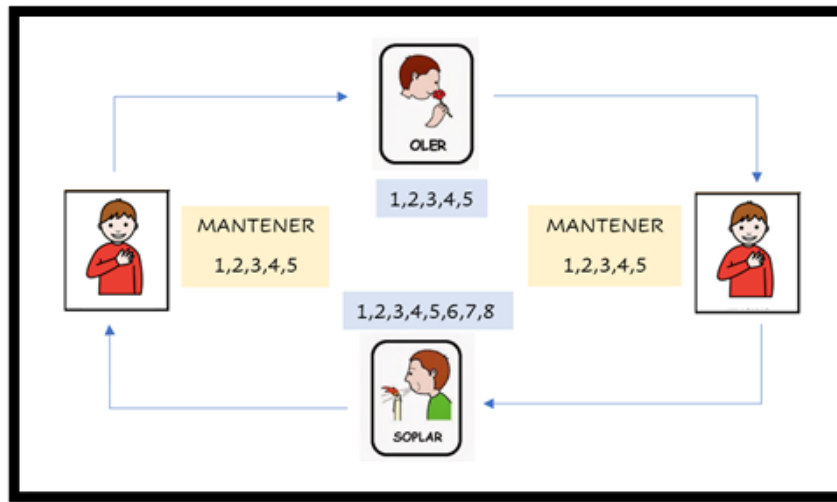 OLER
1,2,3,4,5
MANTENER
1,2,3,4,5
MANTENER
1,2,3,4,5
1,2,3,4,5,6,7,8
SOPLAR